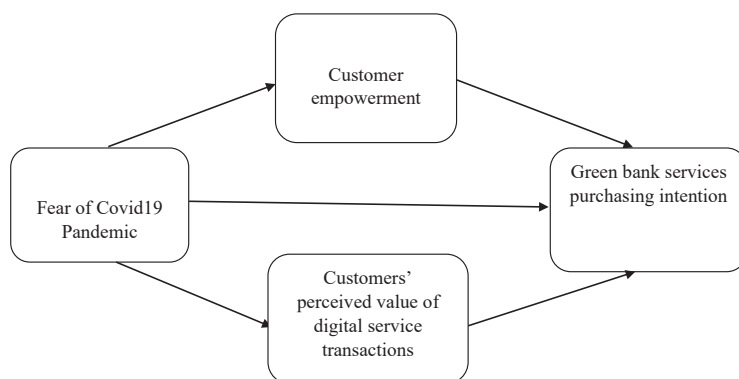 Customer
empowerment
Green bank services
purchasing intention
Fear of Covid19
Pandemic
Customers’
perceived value of
digital service
transactions